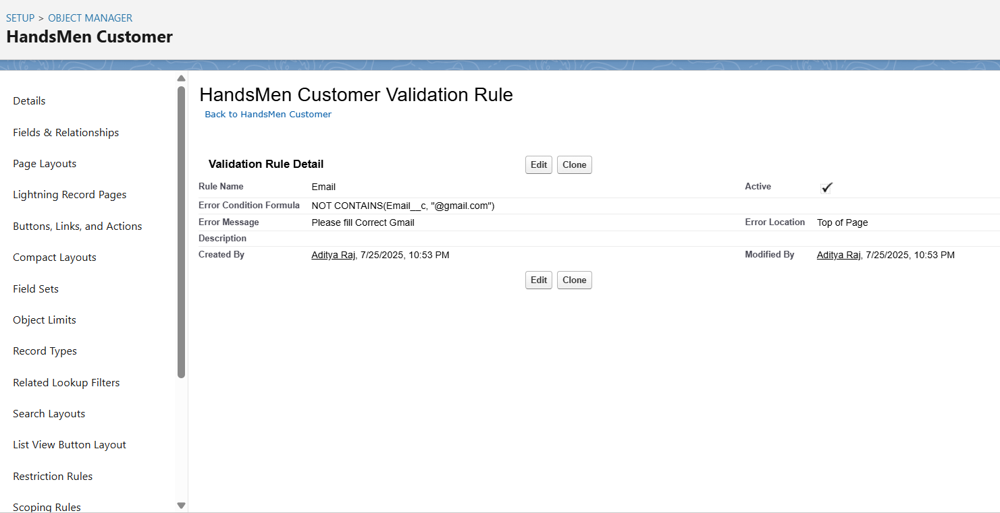 SETUP > OBJECT MANAGER
HandsMen Customer
Details
Fields & Relationships
Page Layouts
Lightning Record Pages
Buttons, Links, and Actions
Compact Layouts
Field Sets
Object Limits
Record Types
Related Lookup Filters
Search Layouts
List View Button Layout
Restriction Rules
Scoping Rules
HandsMen Customer Validation Rule
Back to HandsMen Customer
Validation Rule Detail Edit Clone
Rule Name Email Active
Error Condition Formula NOT CONTAINS(Email__c, "@gmail.com")
Error Message Please fill Correct Gmail Error Location Top of Page
Description
Created By Aditya Raj, 7/25/2025, 10:53 PM Modified By Aditya Raj, 7/25/2025, 10:53 PM
Edit Clone